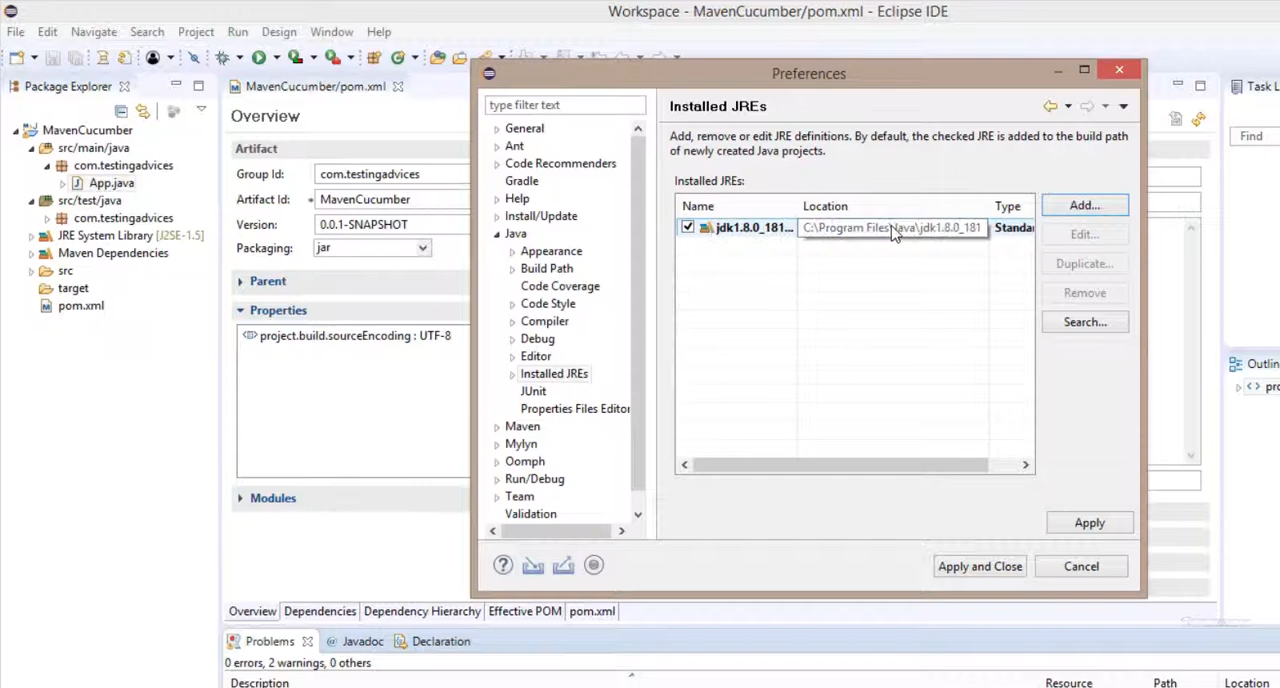 Workspace - MavenCucumber/pom.xml - Eclipse IDE
File Edit Navigate Search Project Run Design Window Help
Package Explorer
MavenCucumber
src/main/java
com.testingadvices
App.java
src/test/java
com.testingadvices
JRE System Library [J2SE-1.5]
Maven Dependencies
src
target
pom.xml
MavenCucumber/pom.xml
Overview
Artifact
Group Id: com.testingadvices
Artifact Id: * MavenCucumber
Version: 0.0.1-SNAPSHOT
Packaging: jar
Parent
Properties
project.build.sourceEncoding : UTF-8
Modules
Overview Dependencies Dependency Hierarchy Effective POM pom.xml
Preferences
type filter text
General
Ant
Code Recommenders
Gradle
Help
Install/Update
Java
Appearance
Build Path
Code Coverage
Code Style
Compiler
Debug
Editor
Installed JREs
JUnit
Properties Files Editor
Maven
Mylyn
Oomph
Run/Debug
Team
Validation
Installed JREs
Add, remove or edit JRE definitions. By default, the checked JRE is added to the build path
of newly created Java projects.
Installed JREs:
Name Location Type
jdk1.8.0_181... C:\Program Files\Java\jdk1.8.0_181 Standar
Add...
Edit...
Duplicate...
Remove
Search...
Apply
Apply and Close Cancel
Task L
Find
Outlin
pro
Problems @ Javadoc Declaration
0 errors, 2 warnings, 0 others
Description Resource Path Location